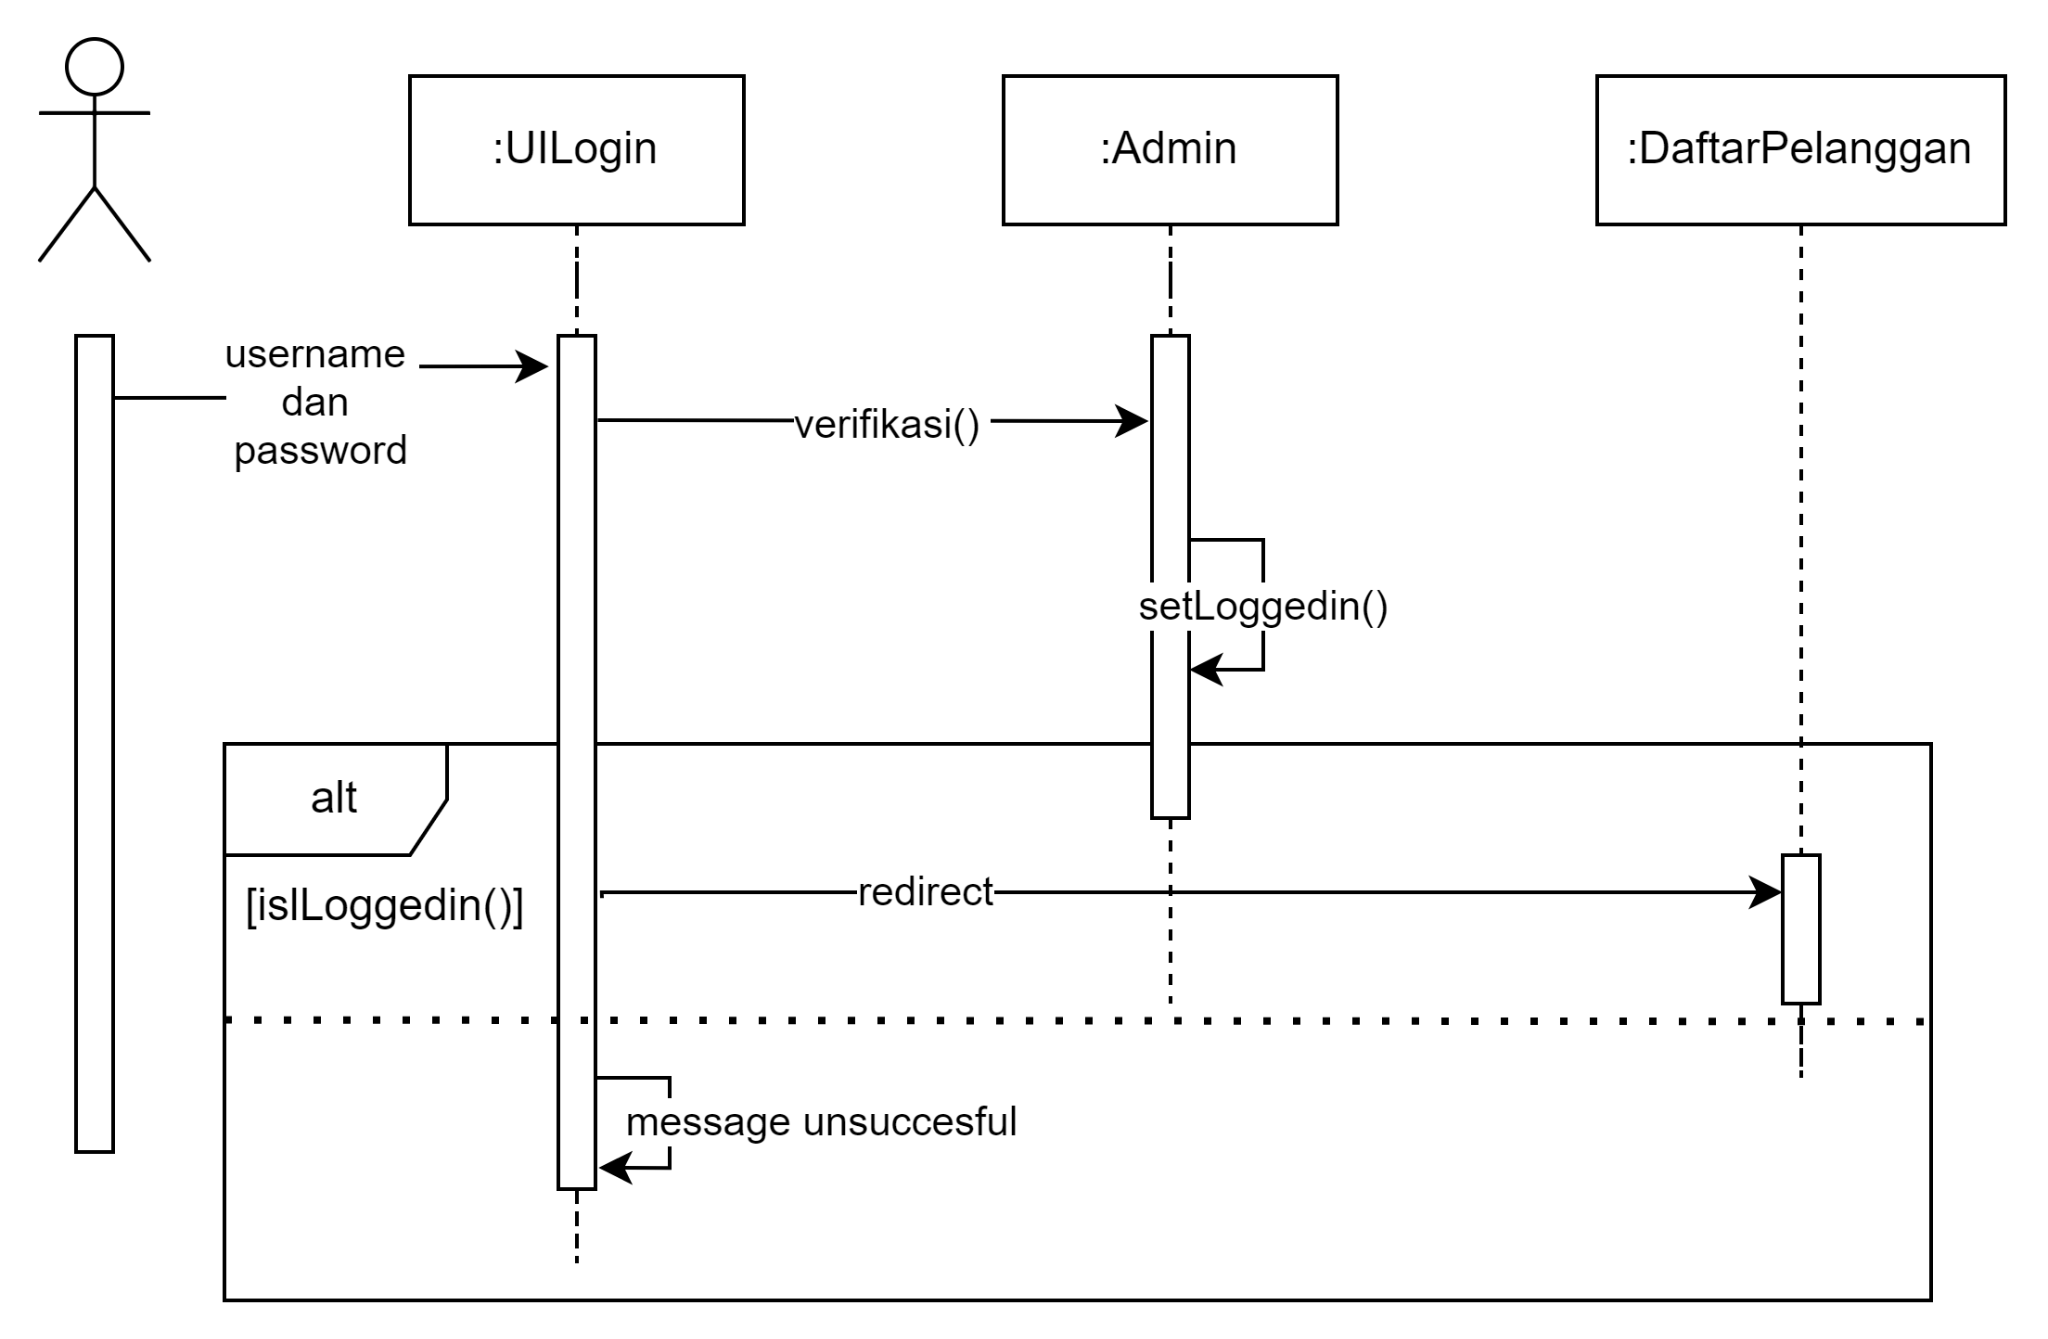 :UILogin
:Admin
:DaftarPelanggan
username
dan
password
verifikasi()
setLoggedin()
alt
[isILoggedin()]
redirect
message unsuccesful